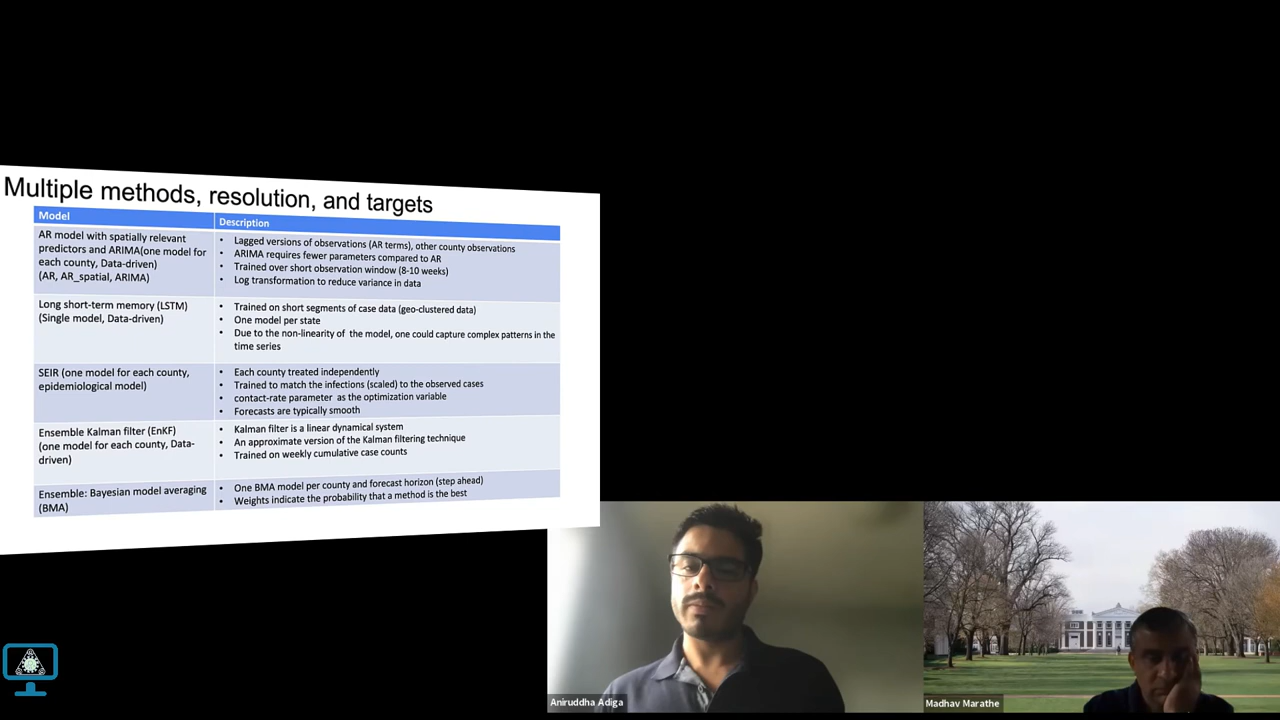 Multiple methods, resolution, and targets
Model
Description
AR model with spatially relevant
predictors and ARIMA(one model for
each county, Data-driven)
(AR, AR_spatial, ARIMA)
• Lagged versions of observations (AR terms), other county observations
• ARIMA requires fewer parameters compared to AR
• Trained over short observation window (8-10 weeks)
• Log transformation to reduce variance in data
Long short-term memory (LSTM)
(Single model, Data-driven)
• Trained on short segments of case data (geo-clustered data)
• One model per state
• Due to the non-linearity of the model, one could capture complex patterns in the
time series
SEIR (one model for each county,
epidemiological model)
• Each county treated independently
• Trained to match the infections (scaled) to the observed cases
• contact-rate parameter as the optimization variable
• Forecasts are typically smooth
Ensemble Kalman filter (EnKF)
(one model for each county, Data-
driven)
• Kalman filter is a linear dynamical system
• An approximate version of the Kalman filtering technique
• Trained on weekly cumulative case counts
Ensemble: Bayesian model averaging
(BMA)
• One BMA model per county and forecast horizon (step ahead)
• Weights indicate the probability that a method is the best
Aniruddha Adiga
Madhav Marathe